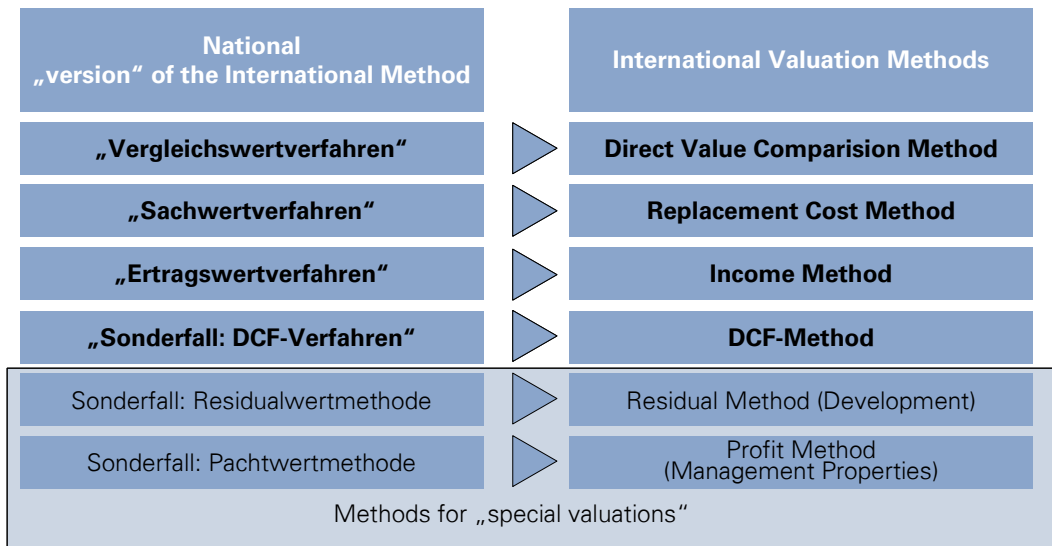 National
„version“ of the International Method
International Valuation Methods
„Vergleichswertverfahren“
Direct Value Comparision Method
„Sachwertverfahren“
Replacement Cost Method
„Ertragswertverfahren“
Income Method
„Sonderfall: DCF-Verfahren“
DCF-Method
Sonderfall: Residualwertmethode
Residual Method (Development)
Sonderfall: Pachtwertmethode
Profit Method
(Management Properties)
Methods for „special valuations“